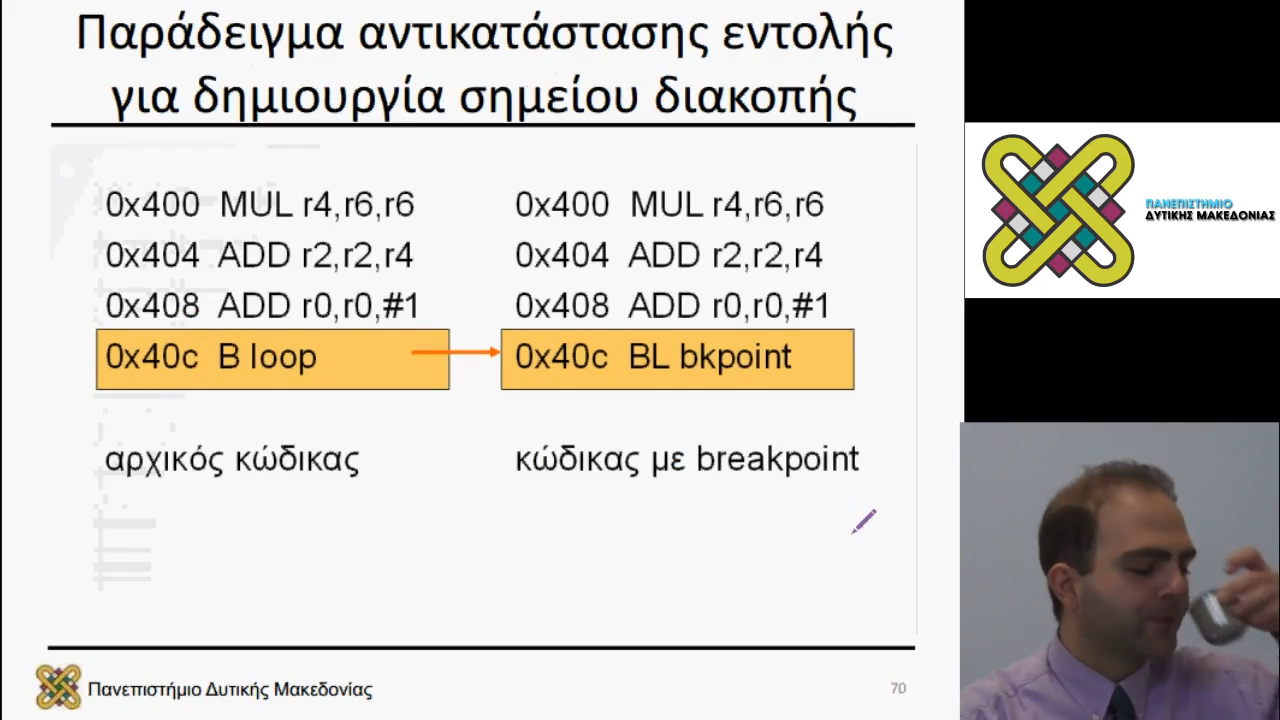 Παράδειγμα αντικατάστασης εντολής
για δημιουργία σημείου διακοπής
0x400 MUL r4,r6,r6
0x404 ADD r2,r2,r4
0x408 ADD r0,r0,#1
0x40c B loop
αρχικός κώδικας
0x400 MUL r4,r6,r6
0x404 ADD r2,r2,r4
0x408 ADD r0,r0,#1
0x40c BL bkpoint
κώδικας με breakpoint
Πανεπιστήμιο Δυτικής Μακεδονίας
70
ΠΑΝΕΠΙΣΤΗΜΙΟ
ΔΥΤΙΚΗΣ ΜΑΚΕΔΟΝΙΑΣ